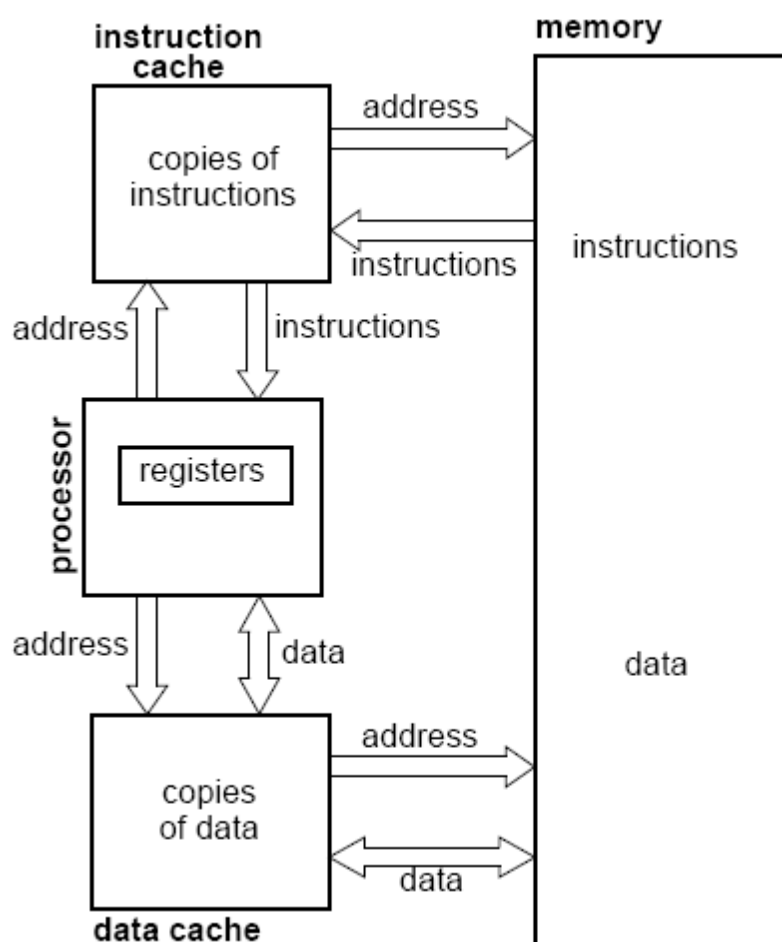 instruction
cache
memory
address
copies of
instructions
instructions
instructions
address
instructions
processor
registers
address
data
data
address
copies
of data
data
data cache